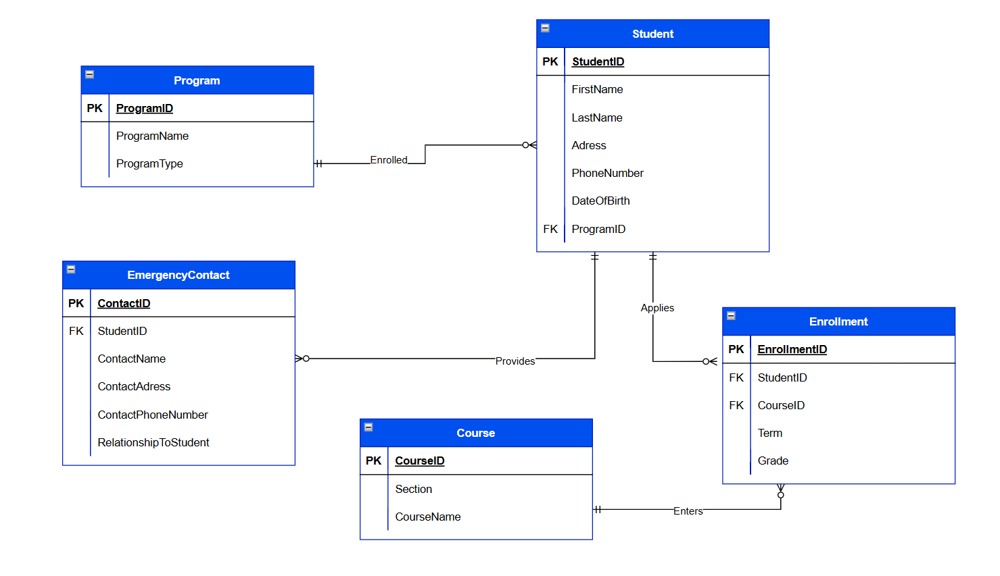 Student
PK StudentID
FirstName
LastName
Adress
PhoneNumber
DateOfBirth
FK ProgramID
Program
PK ProgramID
ProgramName
ProgramType
Enrolled
EmergencyContact
PK ContactID
FK StudentID
ContactName
ContactAdress
ContactPhoneNumber
RelationshipToStudent
Provides
Applies
Enrollment
PK EnrollmentID
FK StudentID
FK CourseID
Term
Grade
Course
PK CourseID
Section
CourseName
Enters